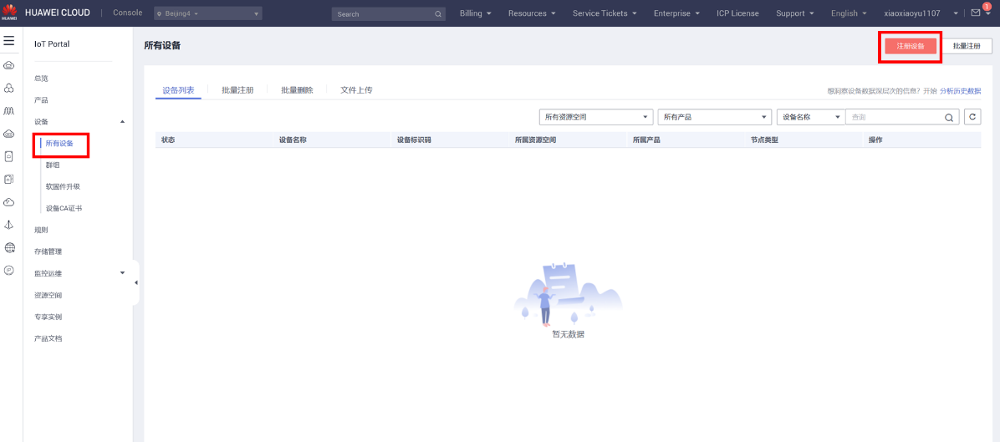 HUAWEI HUAWEI CLOUD Console Beijing4 Search Billing Resources Service Tickets Enterprise ICP License Support English xiaoxiaoyu1107 1
IoT Portal
总览
产品
设备
所有设备
群组
软固件升级
设备CA证书
规则
存储管理
监控运维
资源空间
专享实例
产品文档
所有设备 注册设备 批量注册
设备列表 批量注册 批量删除 文件上传 想洞察设备数据深层次的信息？开始 分析历史数据
所有资源空间 所有产品 设备名称 查询
状态 设备名称 设备标识码 所属资源空间 所属产品 节点类型 操作
暂无数据